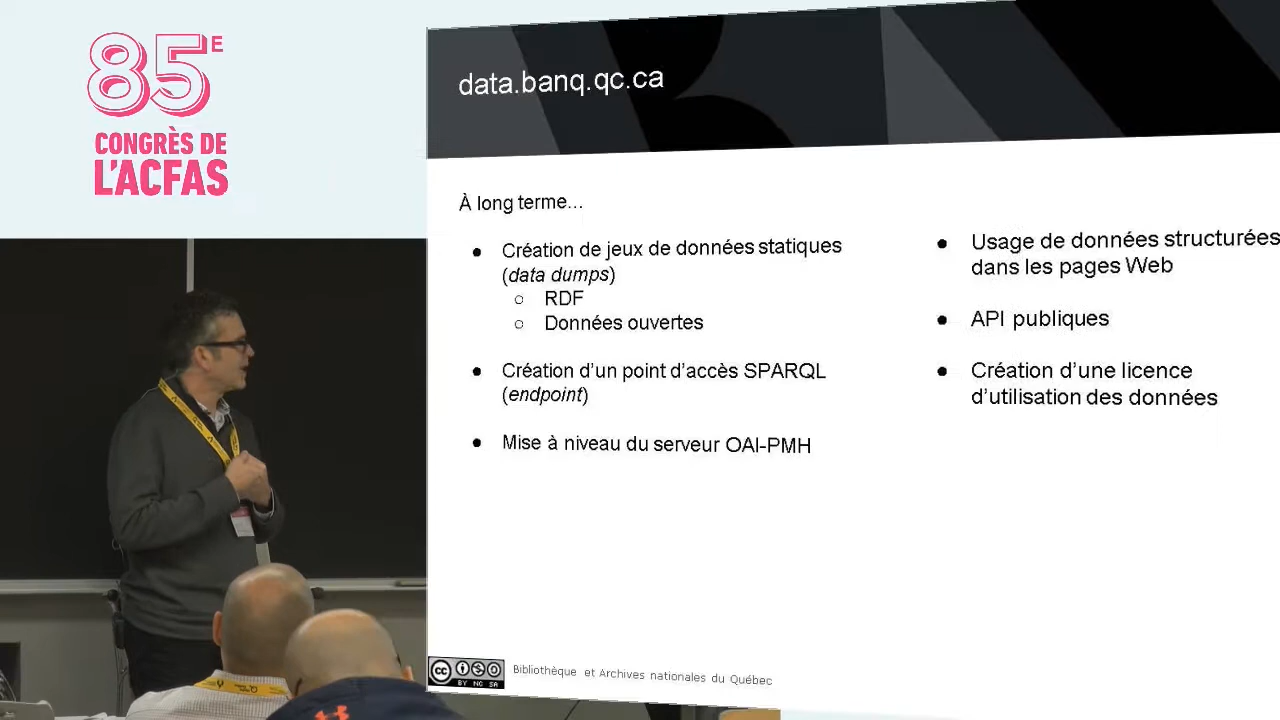 85E
CONGRÈS DE
L'ACFAS
data.banq.qc.ca
À long terme...
● Création de jeux de données statiques
(data dumps)
○ RDF
○ Données ouvertes
● Création d'un point d'accès SPARQL
(endpoint)
● Mise à niveau du serveur OAI-PMH
● Usage de données structurées
dans les pages Web
● API publiques
● Création d'une licence
d'utilisation des données
cc
BY NC SA
Bibliothèque et Archives nationales du Québec